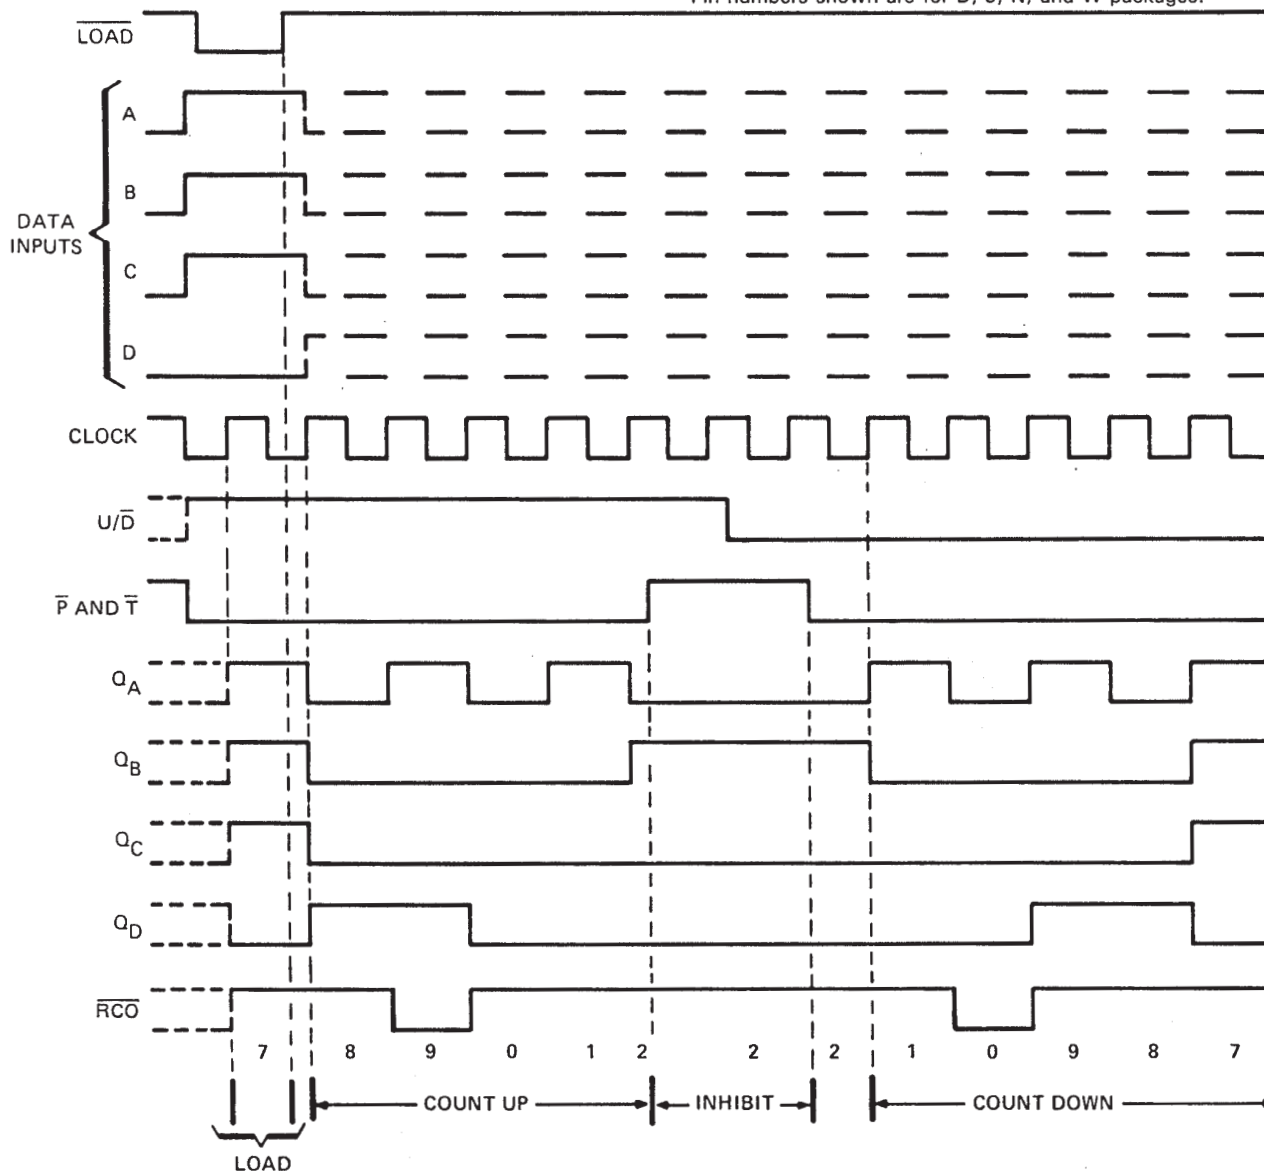 LOAD
A
B
DATA
INPUTS
C
D
CLOCK
U/D̅
P̅ AND T̅
QA
QB
QC
QD
RCO
7 8 9 0 1 2 2 2 1 0 9 8 7
COUNT UP INHIBIT COUNT DOWN
LOAD